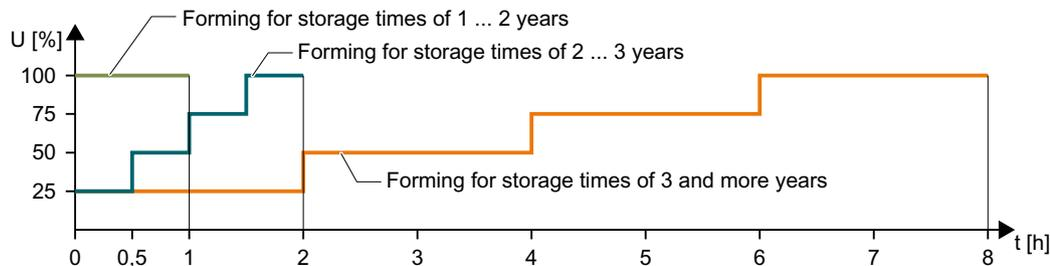 Forming for storage times of 1 ... 2 years
U [%]
Forming for storage times of 2 ... 3 years
100
75
50
Forming for storage times of 3 and more years
25
t [h]
0 0,5 1 2 3 4 5 6 7 8